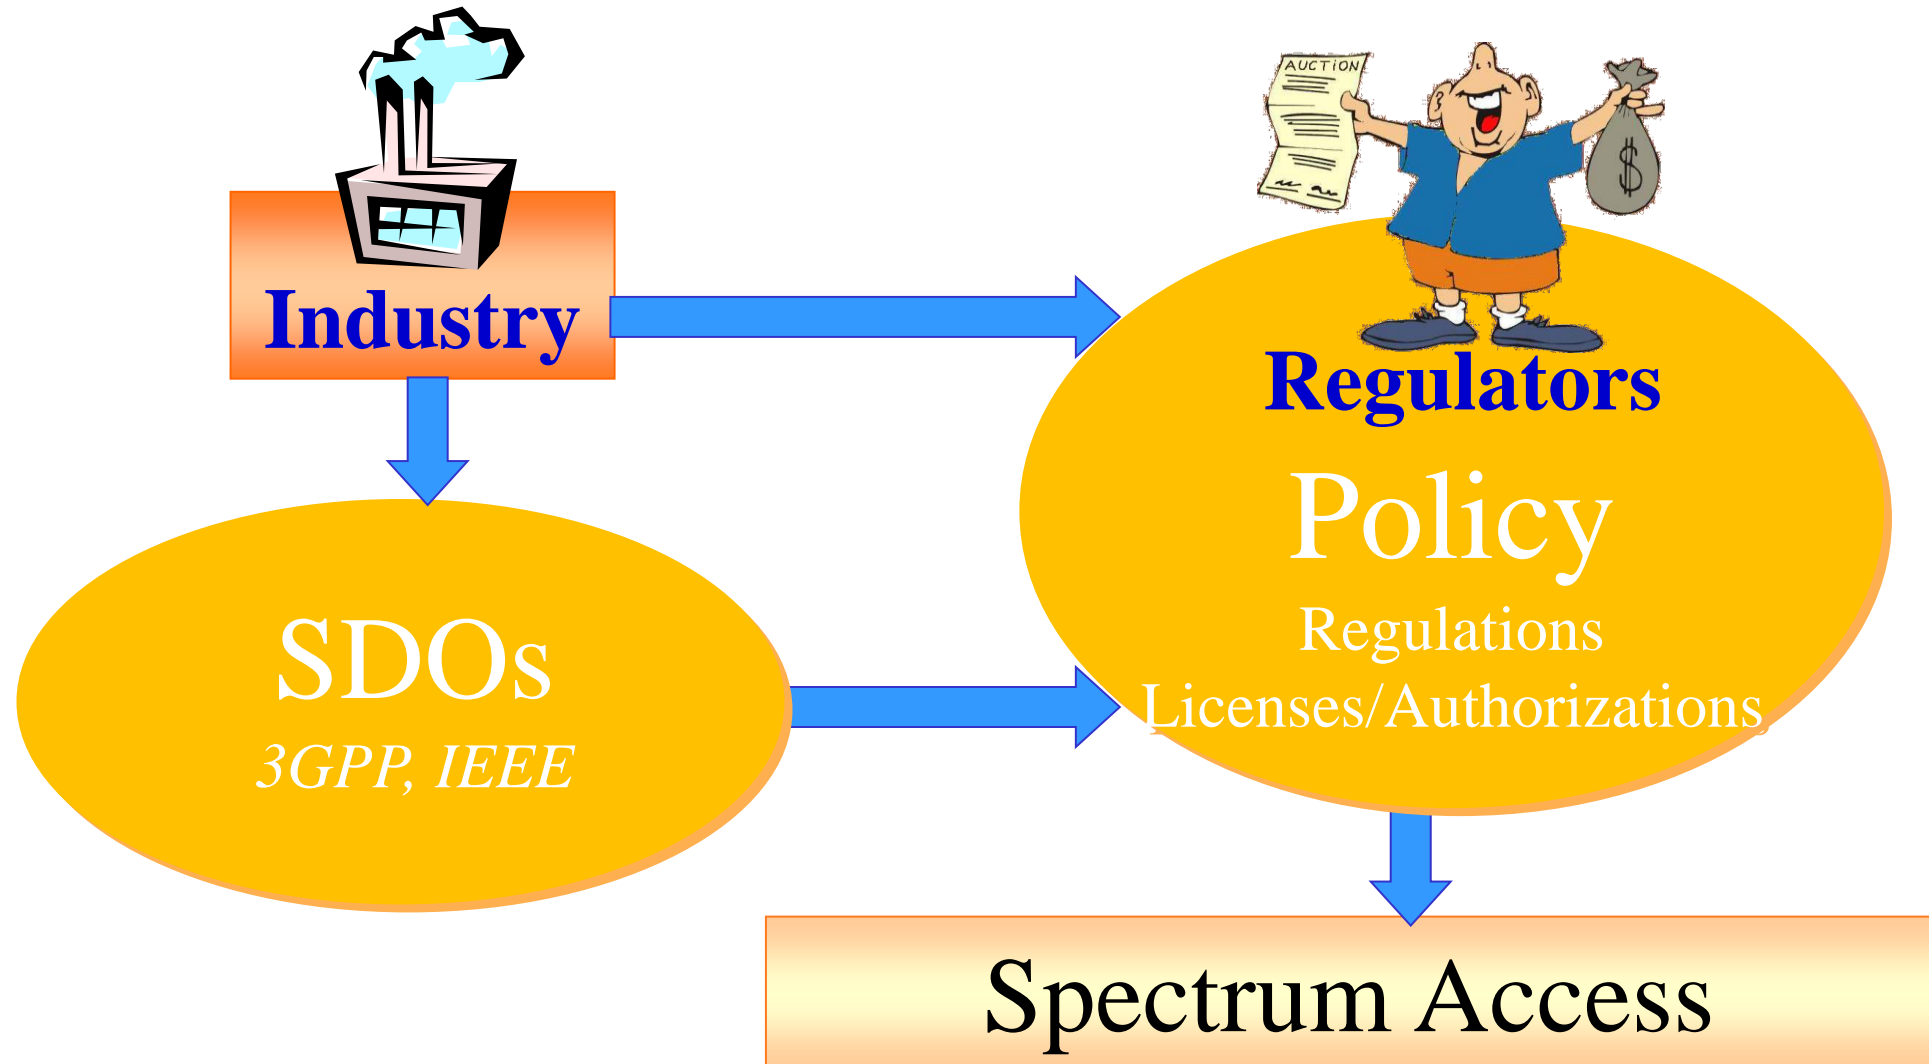 AUCTION
$
Industry
Regulators
Policy
Regulations
Licenses/Authorizations
SDOs
3GPP, IEEE
Spectrum Access